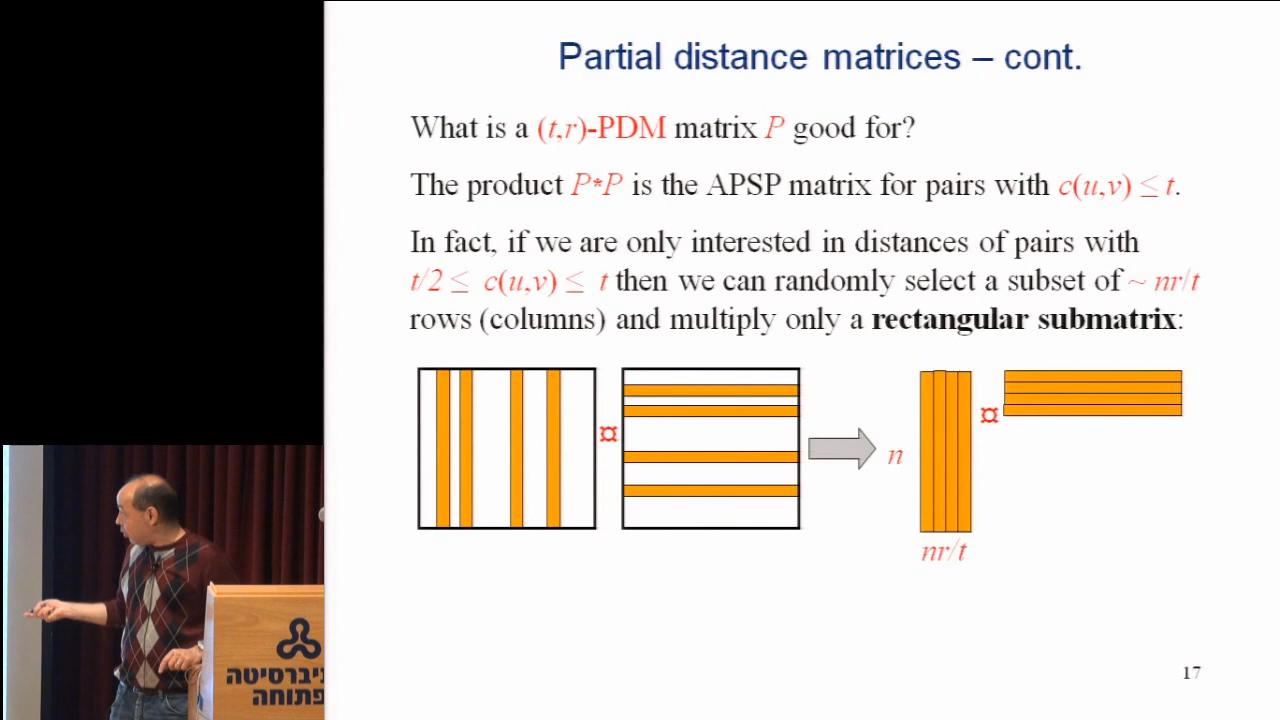 Partial distance matrices – cont.
What is a (t,r)-PDM matrix P good for?
The product P*P is the APSP matrix for pairs with c(u,v) ≤ t.
In fact, if we are only interested in distances of pairs with
t/2 ≤ c(u,v) ≤ t then we can randomly select a subset of ~ nr/t
rows (columns) and multiply only a rectangular submatrix:
¤
¤
n
nr/t
17